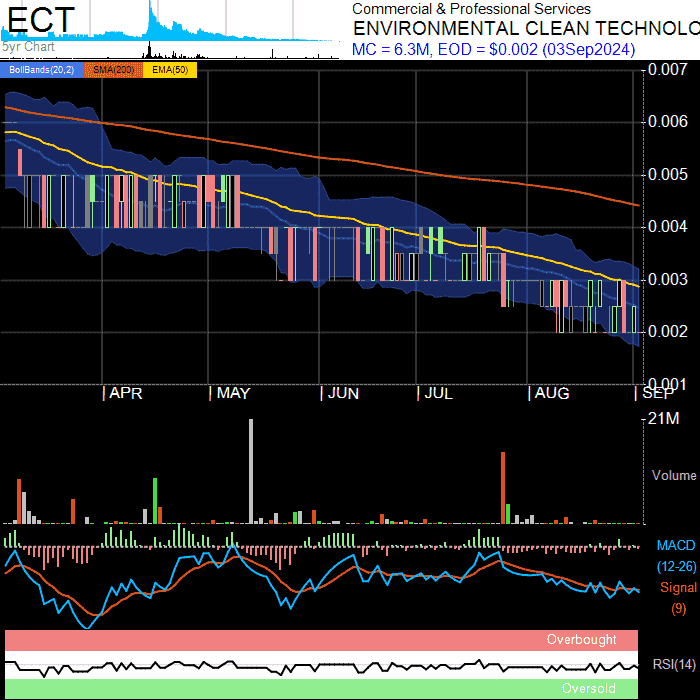 ECT
5yr Chart
Commercial & Professional Services
ENVIRONMENTAL CLEAN TECHNOLO
MC = 6.3M, EOD = $0.002 (03Sep2024)
BollBands(20,2) SMA(200) EMA(50)
0.007
0.006
0.005
0.004
0.003
0.002
0.001
APR MAY JUN JUL AUG SEP
21M
Volume
MACD
(12-26)
Signal
(9)
Overbought
RSI(14)
Oversold